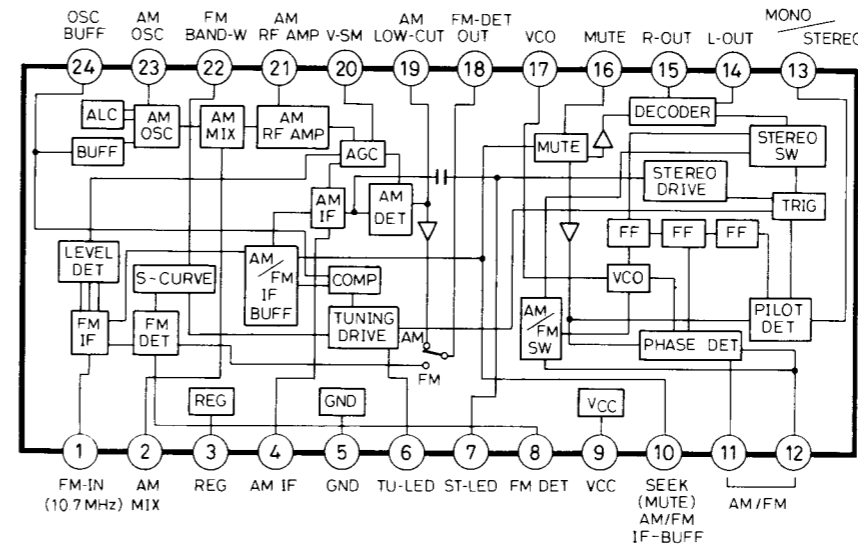 OSC BUFF
AM OSC
FM BAND-W
AM RF AMP
V-SM
AM LOW-CUT
FM-DET OUT
VCO
MUTE
R-OUT
L-OUT
MONO / STEREO
24
23
22
21
20
19
18
17
16
15
14
13
ALC
AM OSC
AM MIX
AM RF AMP
BUFF
AGC
AM IF
AM DET
MUTE
DECODER
STEREO SW
STEREO DRIVE
TRIG
FF
FF
FF
LEVEL DET
S-CURVE
AM / FM IF BUFF
COMP
VCO
FM IF
FM DET
TUNING DRIVE
AM
FM
AM / FM SW
PILOT DET
PHASE DET
REG
GND
VCC
1
2
3
4
5
6
7
8
9
10
11
12
FM-IN (10.7 MHz)
AM MIX
REG
AM IF
GND
TU-LED
ST-LED
FM DET
VCC
SEEK (MUTE) AM/FM IF-BUFF
AM/FM